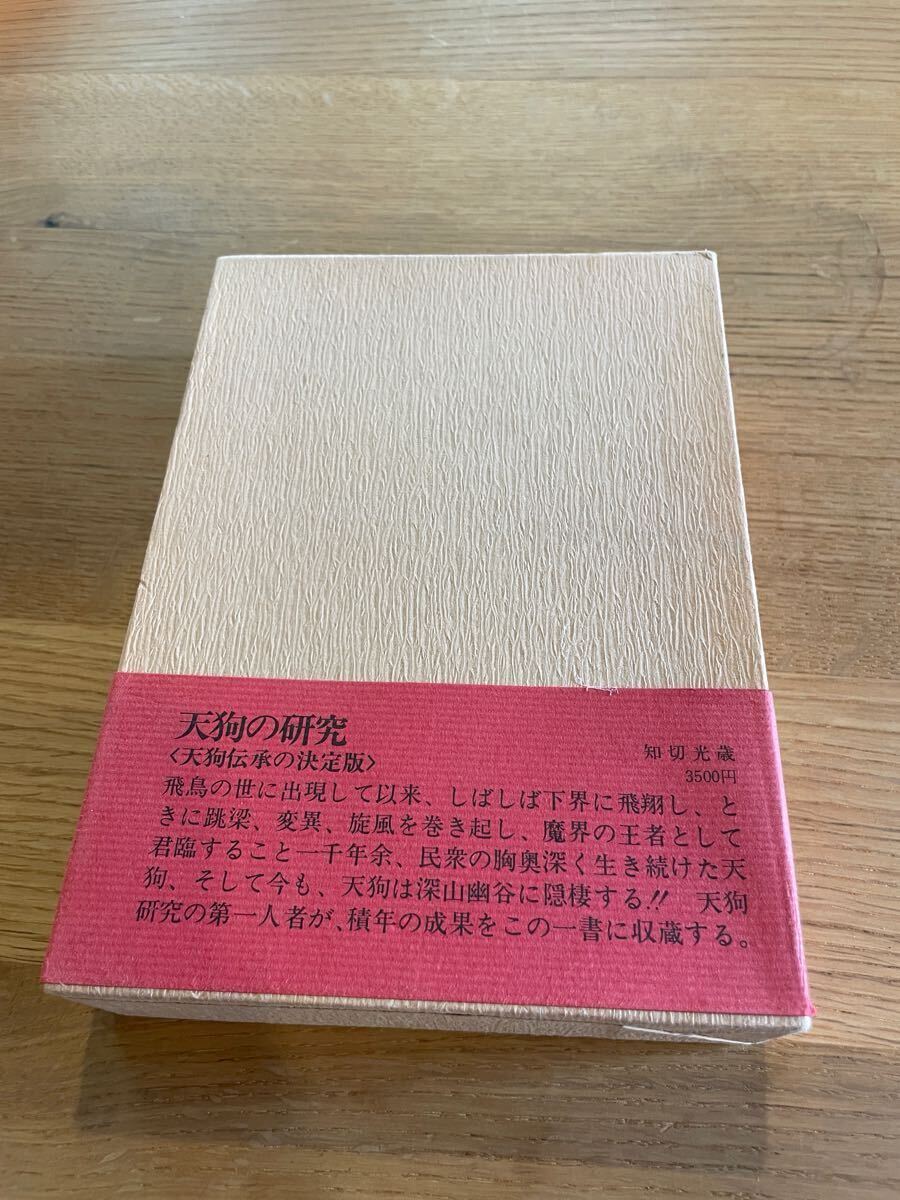 天狗の研究
〈天狗伝承の決定版〉
知切光歳
3500円
飛鳥の世に出現して以来、しばしば下界に飛翔し、と
きに跳梁、変異、旋風を巻き起し、魔界の王者として
君臨すること一千年余、民衆の胸奥深く生き続けた天
狗、そして今も、天狗は深山幽谷に隠棲する!! 天狗
研究の第一人者が、積年の成果をこの一書に収蔵する。